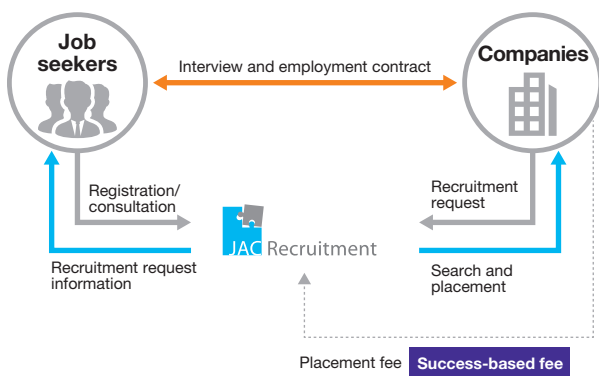 Job
seekers
Companies
Interview and employment contract
Registration/
consultation
Recruitment
request
JAC Recruitment
Recruitment request
information
Search and
placement
Placement fee Success-based fee